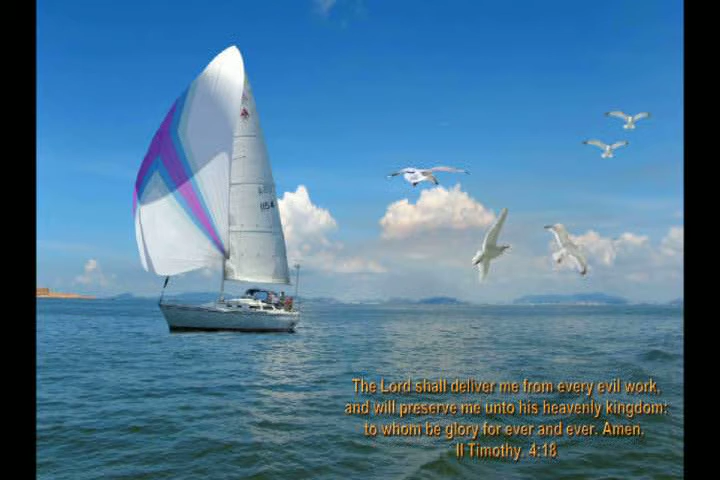 The Lord shall deliver me from every evil work,
and will preserve me unto his heavenly kingdom:
to whom be glory for ever and ever. Amen.
II Timothy. 4:18